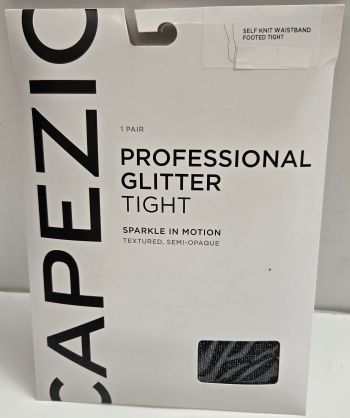 CAPEZIO
SELF KNIT WAISTBAND
FOOTED TIGHT
1 PAIR
PROFESSIONAL
GLITTER
TIGHT
SPARKLE IN MOTION
TEXTURED, SEMI-OPAQUE